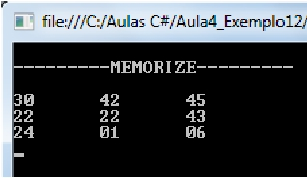 file:///C:/Aulas C#/Aula4_Exemplo12/
---------MEMORIZE---------
30 42 45
22 22 43
24 01 06